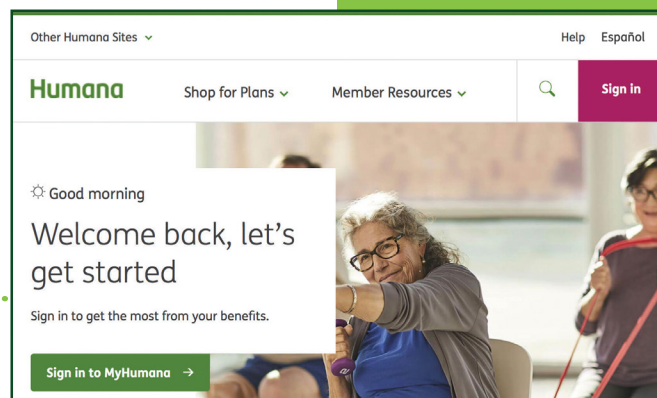 Other Humana Sites
Help Español
Humana
Shop for Plans
Member Resources
Sign in
Good morning
Welcome back, let's
get started
Sign in to get the most from your benefits.
Sign in to MyHumana →